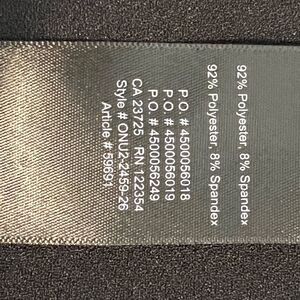 92% Polyester, 8% Spandex
92% Polyester, 8% Spandex
P.O. # 4500056018
P.O. # 4500056019
P.O. # 4500056249
CA 23725 RN 122354
Style # ONU2-2459-26
Article # 59691